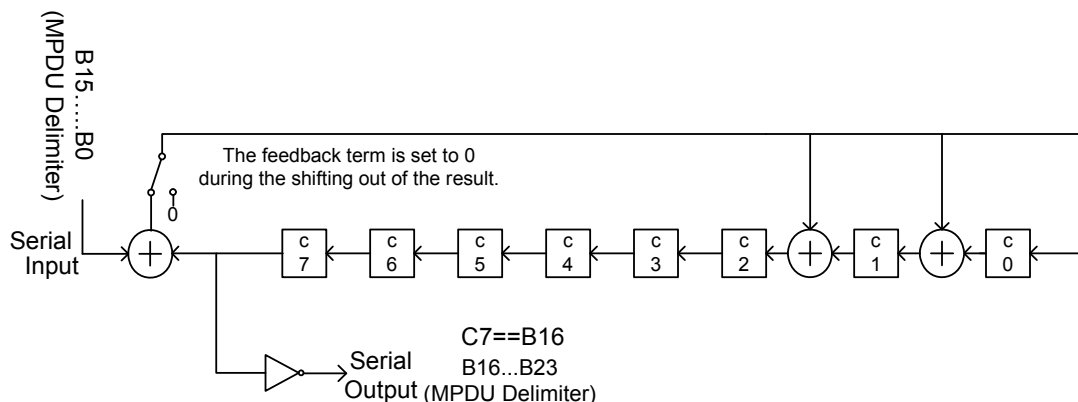 B15......B0
(MPDU Delimiter)
The feedback term is set to 0
during the shifting out of the result.
0
Serial
Input
c
7
c
6
c
5
c
4
c
3
c
2
c
1
c
0
C7==B16
Serial
Output
B16...B23
(MPDU Delimiter)